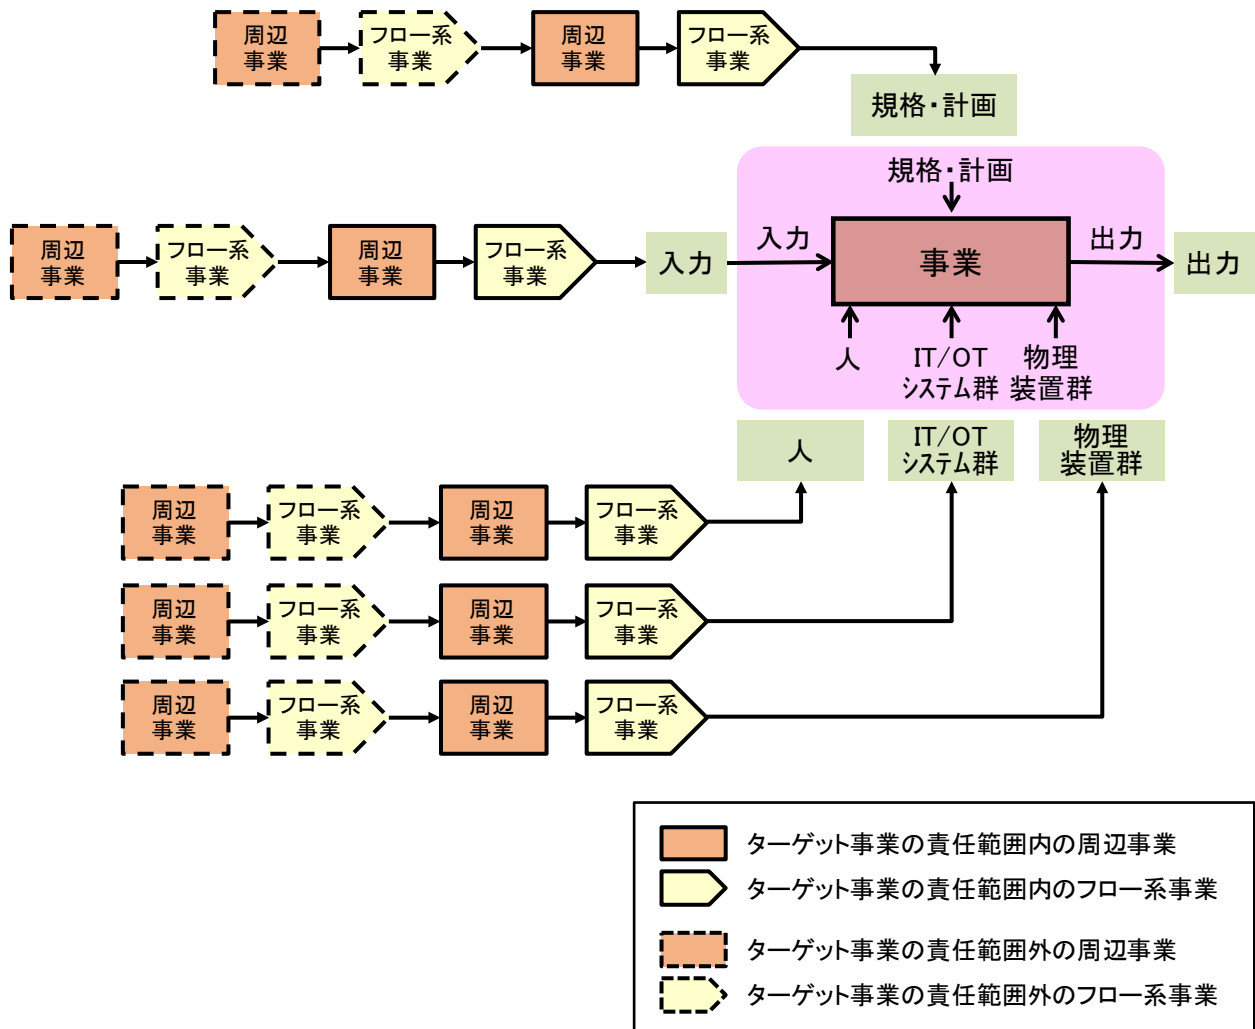 周辺
事業
フロー系
事業
周辺
事業
フロー系
事業
規格・計画
規格・計画
周辺
事業
フロー系
事業
周辺
事業
フロー系
事業
入力
入力
事業
出力
出力
人
IT/OT
システム群
物理
装置群
人
IT/OT
システム群
物理
装置群
周辺
事業
フロー系
事業
周辺
事業
フロー系
事業
周辺
事業
フロー系
事業
周辺
事業
フロー系
事業
周辺
事業
フロー系
事業
周辺
事業
フロー系
事業
ターゲット事業の責任範囲内の周辺事業
ターゲット事業の責任範囲内のフロー系事業
ターゲット事業の責任範囲外の周辺事業
ターゲット事業の責任範囲外のフロー系事業